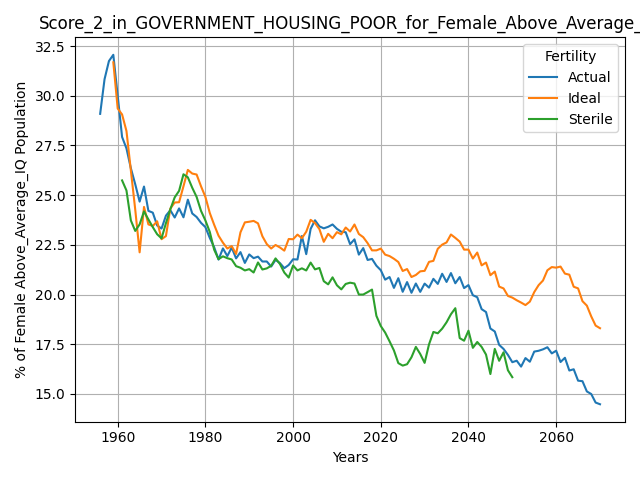 Score_2_in_GOVERNMENT_HOUSING_POOR_for_Female_Above_Average_
% of Female Above_Average_IQ Population
32.5
30.0
27.5
25.0
22.5
20.0
17.5
15.0
Fertility
Actual
Ideal
Sterile
1960
1980
2000
2020
2040
2060
Years